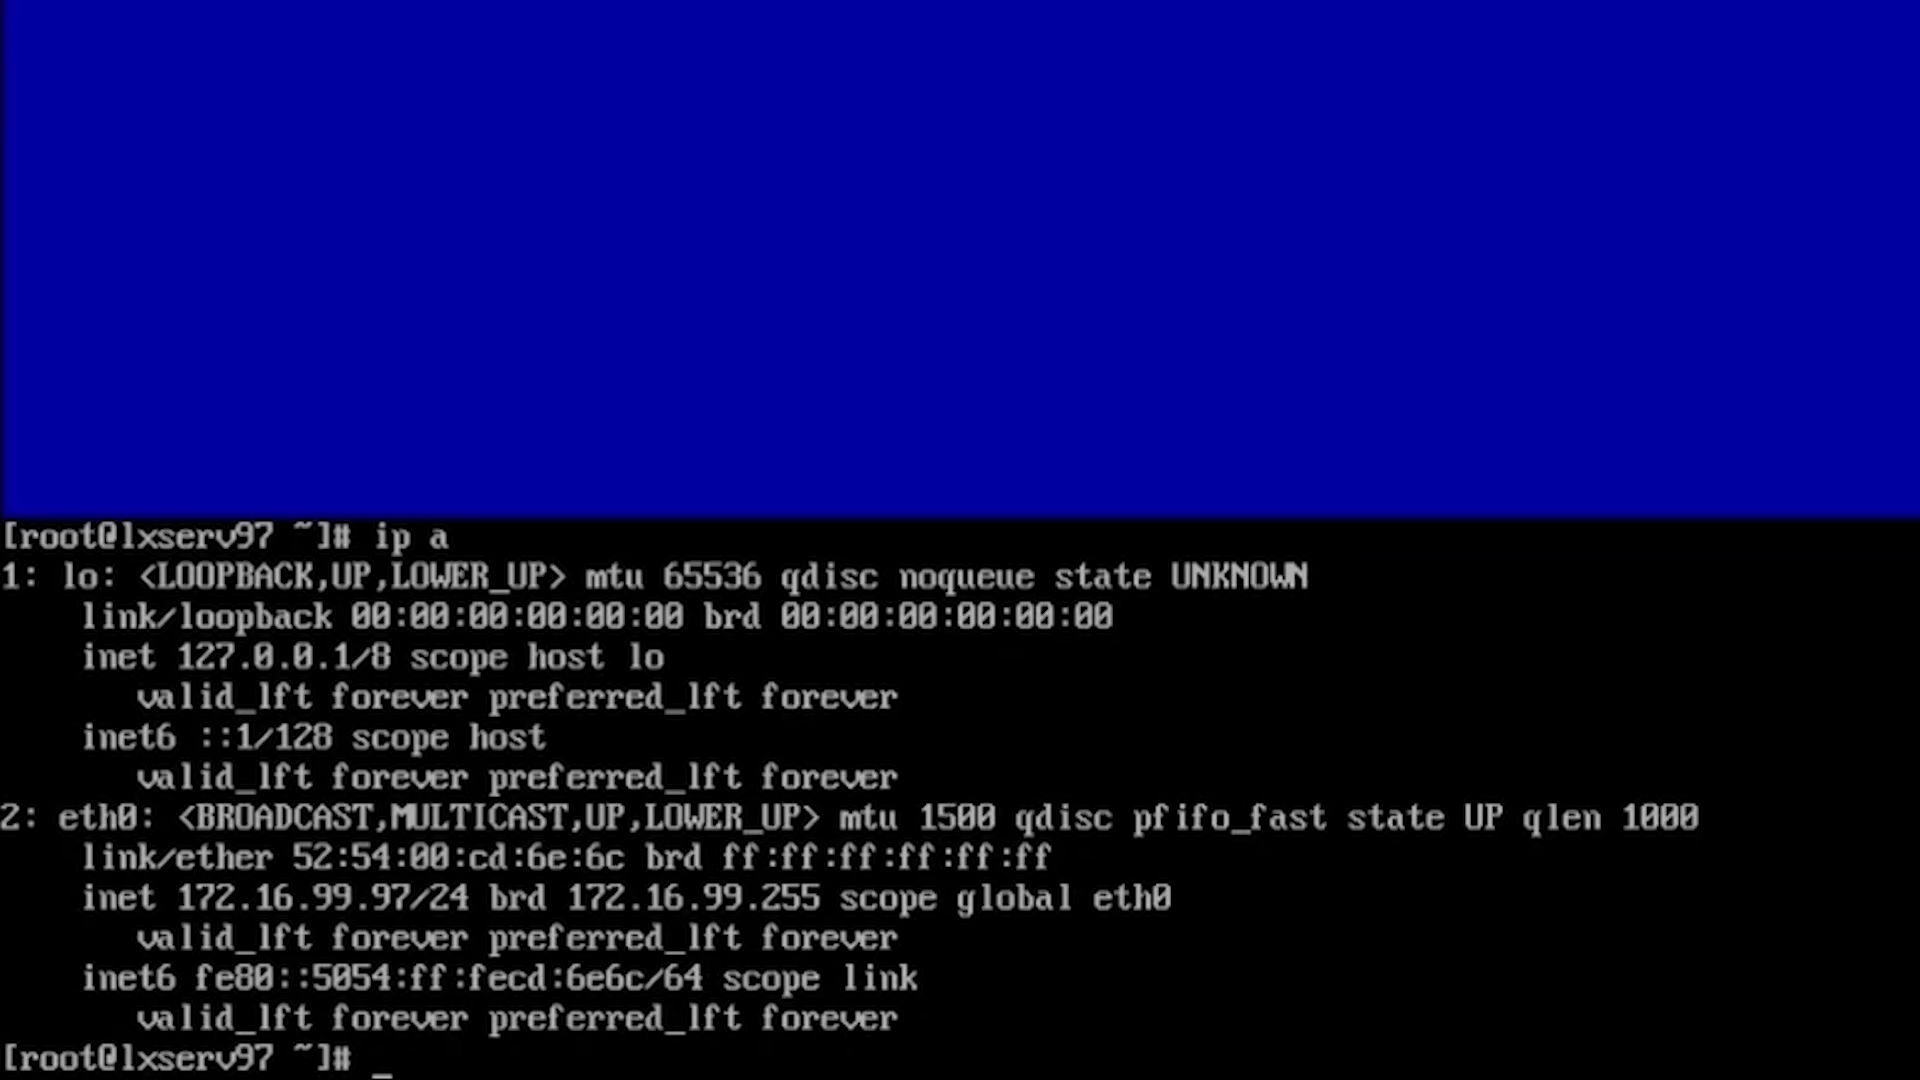 [root@lxserv97 ~]# ip a
1: lo: <LOOPBACK,UP,LOWER_UP> mtu 65536 qdisc noqueue state UNKNOWN
    link/loopback 00:00:00:00:00:00 brd 00:00:00:00:00:00
    inet 127.0.0.1/8 scope host lo
       valid_lft forever preferred_lft forever
    inet6 ::1/128 scope host
       valid_lft forever preferred_lft forever
2: eth0: <BROADCAST,MULTICAST,UP,LOWER_UP> mtu 1500 qdisc pfifo_fast state UP qlen 1000
    link/ether 52:54:00:cd:6e:6c brd ff:ff:ff:ff:ff:ff
    inet 172.16.99.97/24 brd 172.16.99.255 scope global eth0
       valid_lft forever preferred_lft forever
    inet6 fe80::5054:ff:fecd:6e6c/64 scope link
       valid_lft forever preferred_lft forever
[root@lxserv97 ~]# _